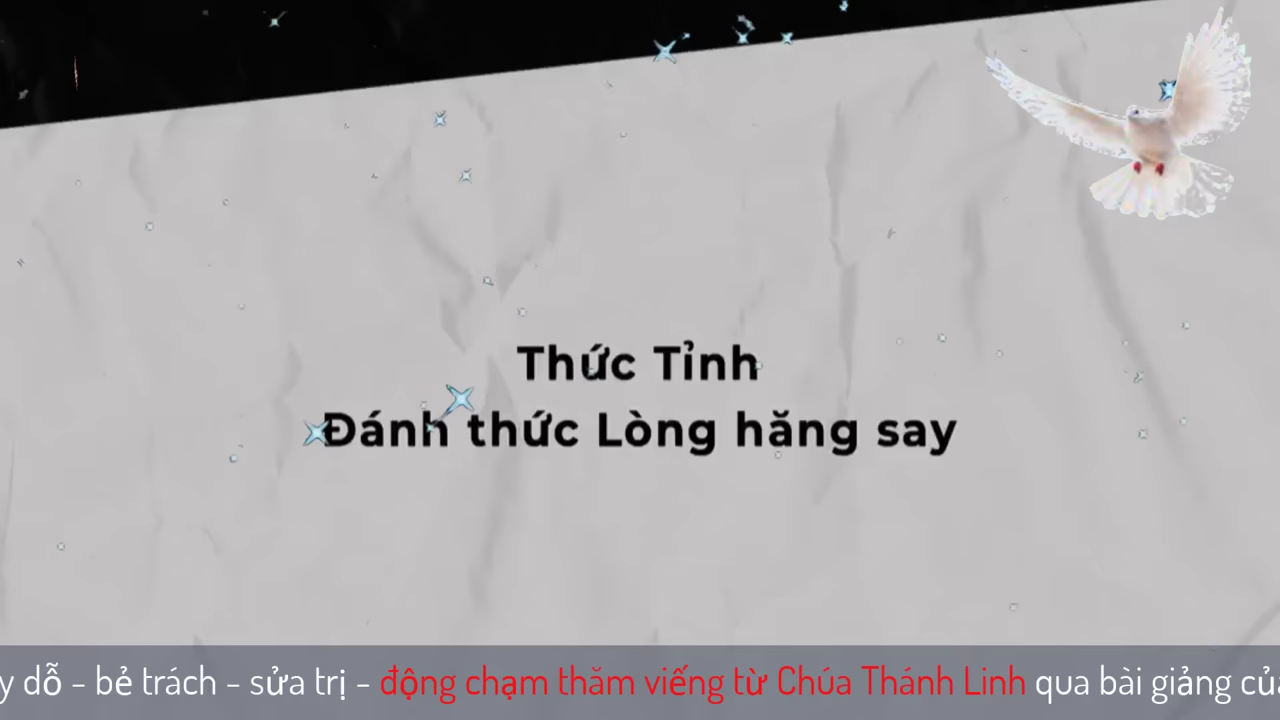 Thức Tỉnh
Đánh thức Lòng hăng say
dỗ - bẻ trách - sửa trị - động chạm thăm viếng từ Chúa Thánh Linh qua bài giảng